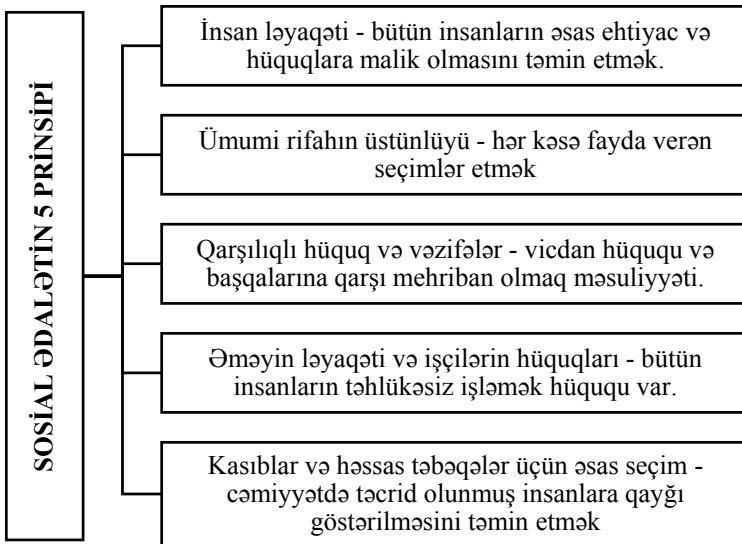 SOSİAL ƏDALƏTİN 5 PRİNSİPİ
İnsan ləyaqəti - bütün insanların əsas ehtiyac və
hüquqlara malik olmasını təmin etmək.
Ümumi rifahın üstünlüyü - hər kəsə fayda verən
seçimlər etmək
Qarşılıqlı hüquq və vəzifələr - vicdan hüququ və
başqalarına qarşı mehriban olmaq məsuliyyəti.
Əməyin ləyaqəti və işçilərin hüquqları - bütün
insanların təhlükəsiz işləmək hüququ var.
Kasıblar və həssas təbəqələr üçün əsas seçim -
cəmiyyətdə təcrid olunmuş insanlara qayğı
göstərilməsini təmin etmək